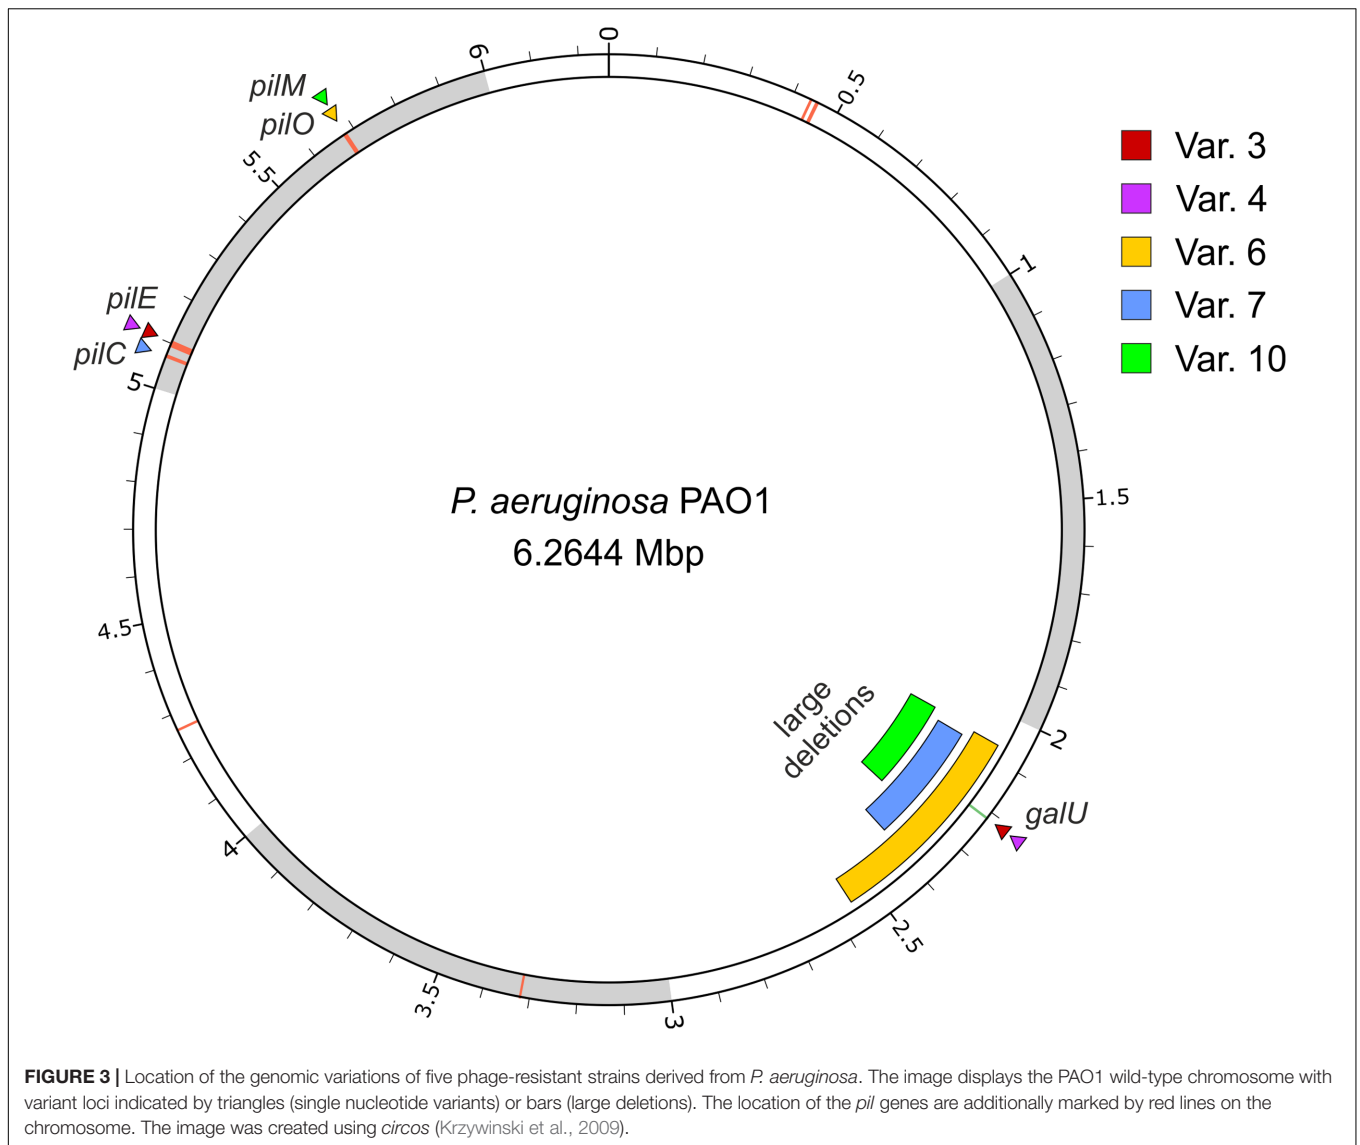 0
0.5
1
1.5
2
2.5
3
3.5
4
4.5
5
5.5
6
pilM
pilO
pilE
pilC
galU
large
deletions
P. aeruginosa PAO1
6.2644 Mbp
Var. 3
Var. 4
Var. 6
Var. 7
Var. 10
FIGURE 3 | Location of the genomic variations of five phage-resistant strains derived from P. aeruginosa. The image displays the PAO1 wild-type chromosome with
variant loci indicated by triangles (single nucleotide variants) or bars (large deletions). The location of the pil genes are additionally marked by red lines on the
chromosome. The image was created using circos (Krzywinski et al., 2009).